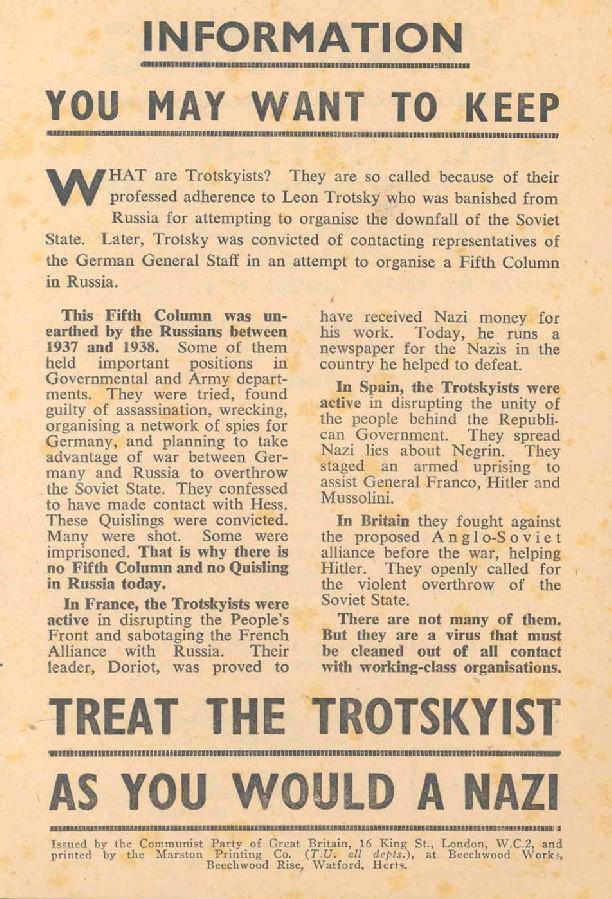 INFORMATION
YOU MAY WANT TO KEEP
WHAT are Trotskyists? They are so called because of their
professed adherence to Leon Trotsky who was banished from
Russia for attempting to organise the downfall of the Soviet
State. Later, Trotsky was convicted of contacting representatives of
the German General Staff in an attempt to organise a Fifth Column
in Russia.
This Fifth Column was un-
earthed by the Russians between
1937 and 1938. Some of them
held important positions in
Governmental and Army depart-
ments. They were tried, found
guilty of assassination, wrecking,
organising a network of spies for
Germany, and planning to take
advantage of war between Ger-
many and Russia to overthrow
the Soviet State. They confessed
to have made contact with Hess.
These Quislings were convicted.
Many were shot. Some were
imprisoned. That is why there is
no Fifth Column and no Quisling
in Russia today.
In France, the Trotskyists were
active in disrupting the People's
Front and sabotaging the French
Alliance with Russia. Their
leader, Doriot, was proved to
have received Nazi money for
his work. Today, he runs a
newspaper for the Nazis in the
country he helped to defeat.
In Spain, the Trotskyists were
active in disrupting the unity of
the people behind the Republi-
can Government. They spread
Nazi lies about Negrin. They
staged an armed uprising to
assist General Franco, Hitler and
Mussolini.
In Britain they fought against
the proposed Anglo-Soviet
alliance before the war, helping
Hitler. They openly called for
the violent overthrow of the
Soviet State.
There are not many of them.
But they are a virus that must
be cleaned out of all contact
with working-class organisations.
TREAT THE TROTSKYIST
AS YOU WOULD A NAZI
Issued by the Communist Party of Great Britain, 16 King St., London, W.C.2, and
printed by the Marston Printing Co. (T.U. all depts.), at Beechwood Works,
Beechwood Rise, Watford, Herts.